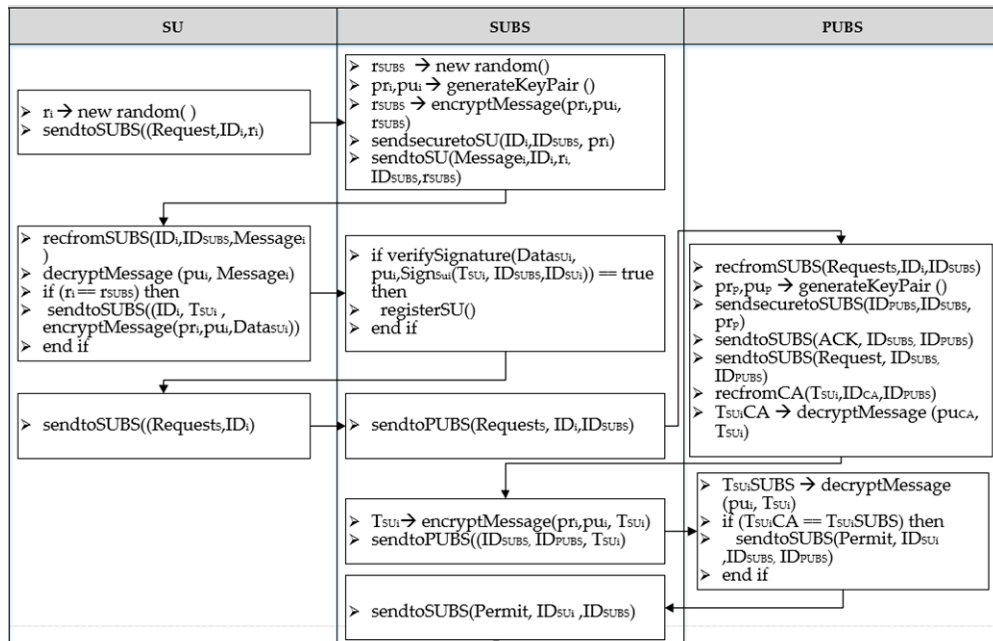 SU
SUBS
PUBS
➢ rᵢ → new random( )
➢ sendtoSUBS((Request,IDᵢ,rᵢ)
➢ rSUBS → new random()
➢ prᵢ,puᵢ → generateKeyPair ()
➢ rSUBS → encryptMessage(prᵢ,puᵢ,
rSUBS)
➢ sendsecuretoSU(IDᵢ,IDSUBS, prᵢ)
➢ sendtoSU(Messageᵢ,IDᵢ,rᵢ,
IDSUBS,rSUBS)
➢ recfromSUBS(IDᵢ,IDSUBS,Messageᵢ
)
➢ decryptMessage (puᵢ, Messageᵢ)
➢ if (rᵢ == rSUBS) then
➢ sendtoSUBS((IDᵢ, TSUᵢ ,
encryptMessage(prᵢ,puᵢ,DataSUᵢ))
➢ end if
➢ if verifySignature(DataSUᵢ,
puᵢ,SignSuᵢ(TSUᵢ, IDSUBS,IDSUᵢ)) == true
then
➢ registerSU()
➢ end if
➢ recfromSUBS(RequestS,IDᵢ,IDSUBS)
➢ prₚ,puₚ → generateKeyPair ()
➢ sendsecuretoSUBS(IDPUBS,IDSUBS,
prₚ)
➢ sendtoSUBS(ACK, IDSUBS, IDPUBS)
➢ sendtoSUBS(Request, IDSUBS,
IDPUBS)
➢ recfromCA(TSUᵢ,IDCA,IDPUBS)
➢ TSUᵢCA → decryptMessage (puCA,
TSUᵢ)
➢ sendtoSUBS((RequestS,IDᵢ)
➢ sendtoPUBS(RequestS, IDᵢ,IDSUBS)
➢ TSUᵢ→ encryptMessage(prᵢ,puᵢ, TSUᵢ)
➢ sendtoPUBS((IDSUBS, IDPUBS, TSUᵢ)
➢ TSUᵢSUBS → decryptMessage
(puᵢ, TSUᵢ)
➢ if (TSUᵢCA == TSUᵢSUBS) then
➢ sendtoSUBS(Permit, IDSUᵢ
,IDSUBS, IDPUBS)
➢ end if
➢ sendtoSUBS(Permit, IDSUᵢ ,IDSUBS)